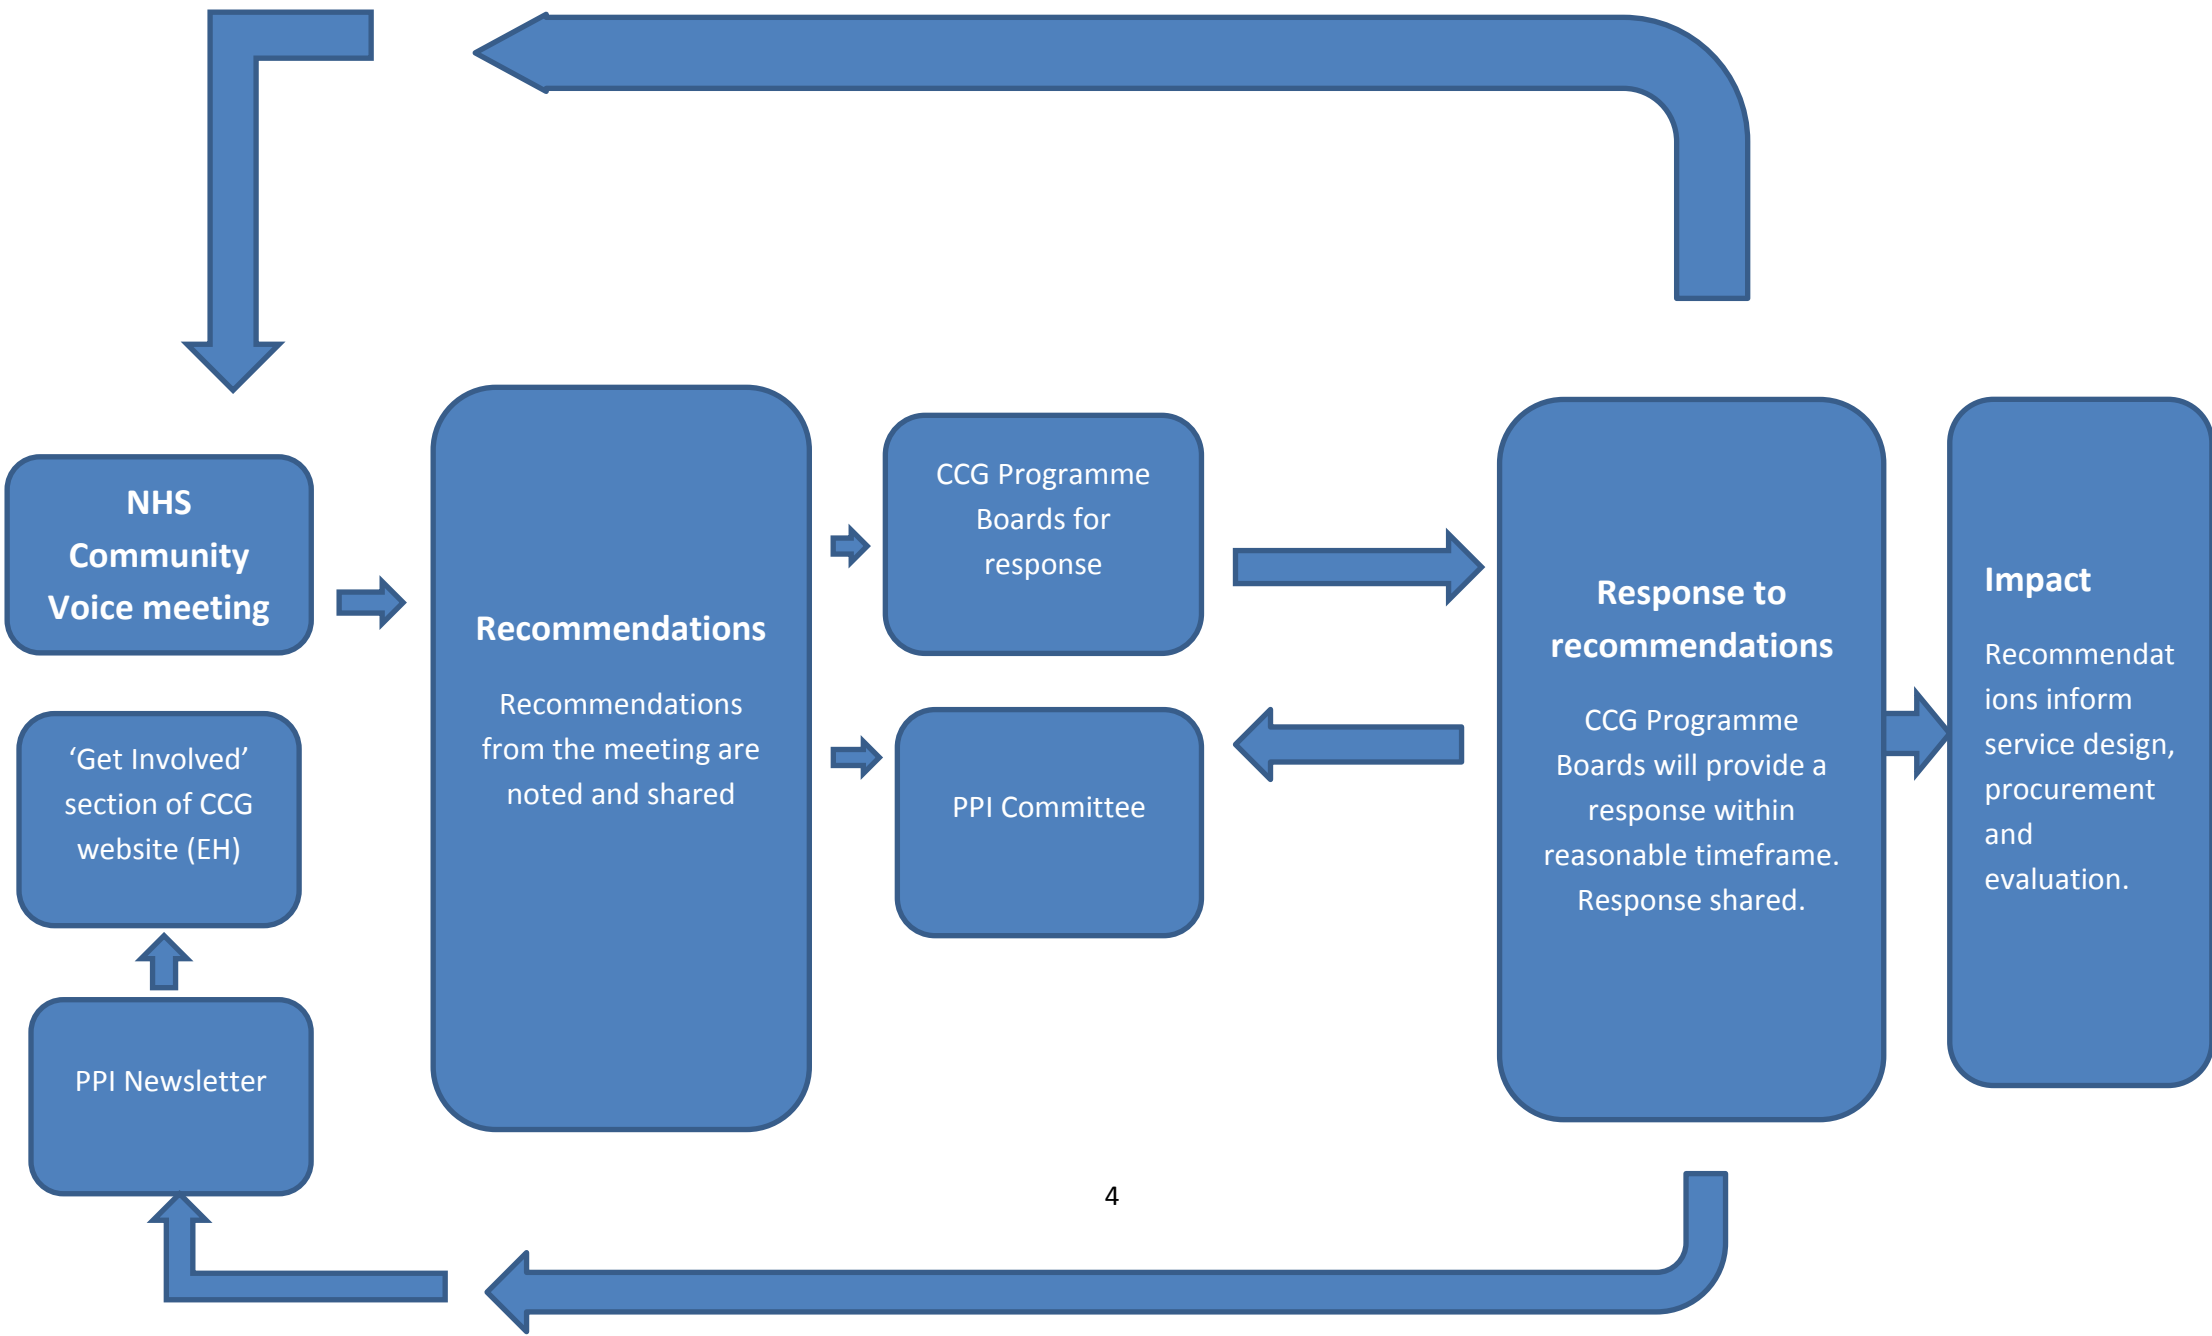 NHS
Community
Voice meeting
‘Get Involved’
section of CCG
website (EH)
PPI Newsletter
Recommendations
Recommendations
from the meeting are
noted and shared
CCG Programme
Boards for
response
PPI Committee
Response to
recommendations
CCG Programme
Boards will provide a
response within
reasonable timeframe.
Response shared.
Impact
Recommendat
ions inform
service design,
procurement
and
evaluation.
4